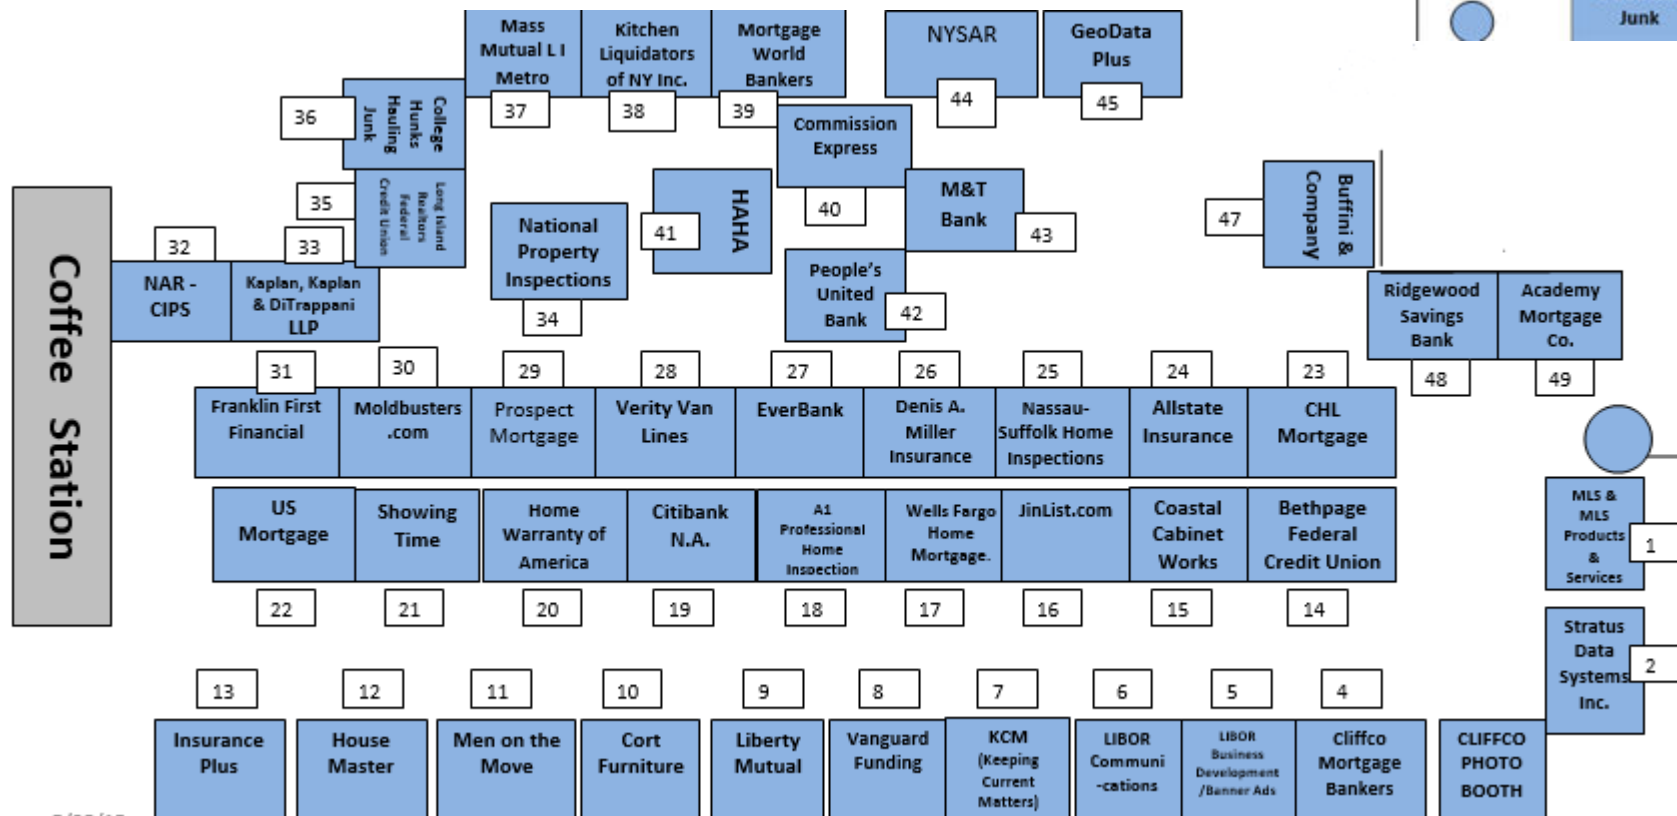 Mass
Mutual L I
Metro
37
Kitchen
Liquidators
of NY Inc.
38
Mortgage
World
Bankers
39
NYSAR
44
GeoData
Plus
45
Junk
36
College
Hunks
Hauling
Junk
Commission
Express
40
35
Long Island
Realtors
Federal
Credit Union
HAHA
41
M&T
Bank
43
Buffini &
Company
47
National
Property
Inspections
34
People's
United
Bank
42
32
NAR -
CIPS
33
Kaplan, Kaplan
& DiTrappani
LLP
Ridgewood
Savings
Bank
48
Academy
Mortgage
Co.
49
Coffee Station
31
Franklin First
Financial
30
Moldbusters
.com
29
Prospect
Mortgage
28
Verity Van
Lines
27
EverBank
26
Denis A.
Miller
Insurance
25
Nassau-
Suffolk Home
Inspections
24
Allstate
Insurance
23
CHL
Mortgage
US
Mortgage
22
Showing
Time
21
Home
Warranty of
America
20
Citibank
N.A.
19
A1
Professional
Home
Inspection
18
Wells Fargo
Home
Mortgage.
17
JinList.com
16
Coastal
Cabinet
Works
15
Bethpage
Federal
Credit Union
14
MLS &
MLS
Products
&
Services
1
Stratus
Data
Systems
Inc.
2
13
Insurance
Plus
12
House
Master
11
Men on the
Move
10
Cort
Furniture
9
Liberty
Mutual
8
Vanguard
Funding
7
KCM
(Keeping
Current
Matters)
6
LIBOR
Communi
-cations
5
LIBOR
Business
Development
/Banner Ads
4
Cliffco
Mortgage
Bankers
CLIFFCO
PHOTO
BOOTH